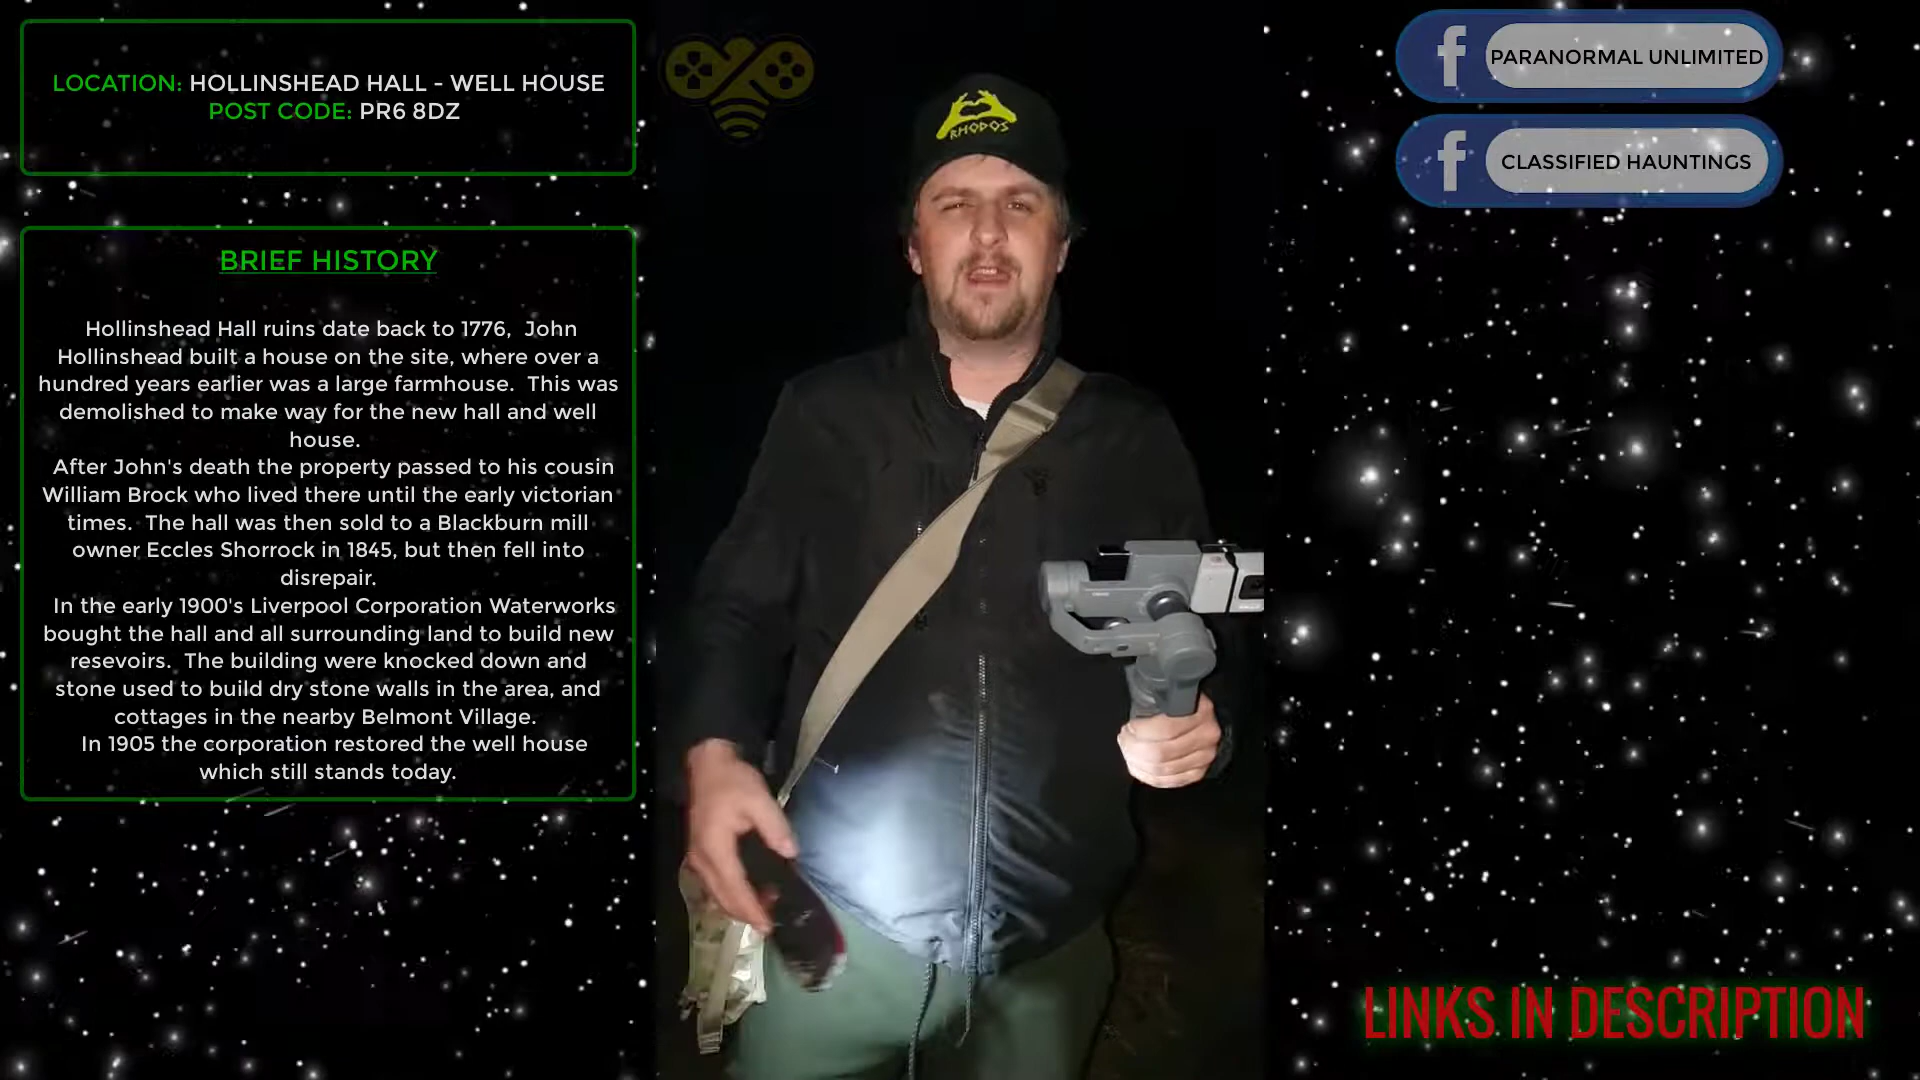 LOCATION: HOLLINSHEAD HALL - WELL HOUSE
POST CODE: PR6 8DZ
BRIEF HISTORY
Hollinshead Hall ruins date back to 1776, John
Hollinshead built a house on the site, where over a
hundred years earlier was a large farmhouse. This was
demolished to make way for the new hall and well
house.
After John's death the property passed to his cousin
William Brock who lived there until the early victorian
times. The hall was then sold to a Blackburn mill
owner Eccles Shorrock in 1845, but then fell into
disrepair.
In the early 1900's Liverpool Corporation Waterworks
bought the hall and all surrounding land to build new
resevoirs. The building were knocked down and
stone used to build dry stone walls in the area, and
cottages in the nearby Belmont Village.
In 1905 the corporation restored the well house
which still stands today.
RHODOS
f PARANORMAL UNLIMITED
f CLASSIFIED HAUNTINGS
LINKS IN DESCRIPTION